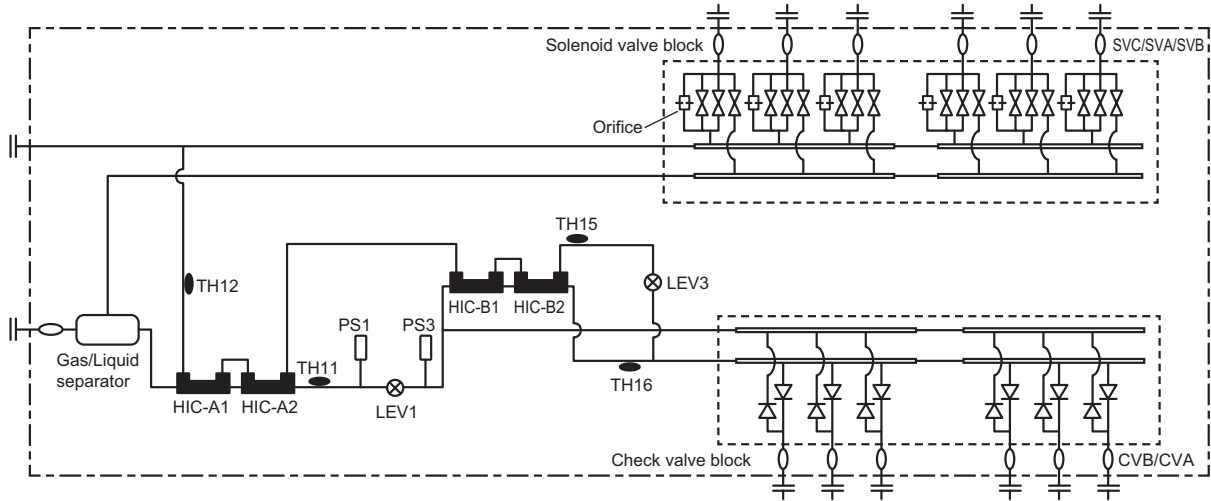 Solenoid valve block
SVC/SVA/SVB
Orifice
TH15
TH12
LEV3
HIC-B1
HIC-B2
PS1
PS3
Gas/Liquid
separator
TH11
TH16
HIC-A1
HIC-A2
LEV1
Check valve block
CVB/CVA